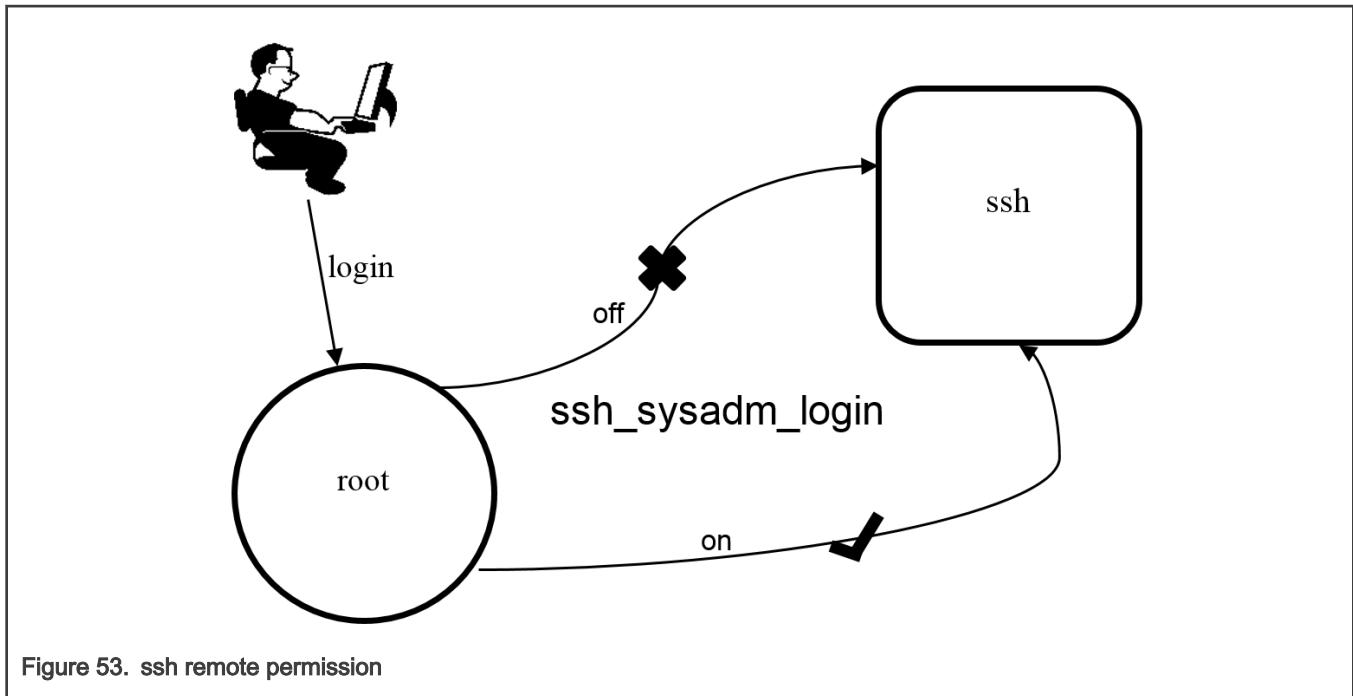 login
ssh
off
ssh_sysadm_login
root
on
Figure 53. ssh remote permission